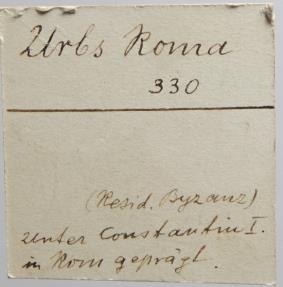 Urbs Roma
330
(Resid. Byzanz)
unter Constantin I.
in Rom geprägt.